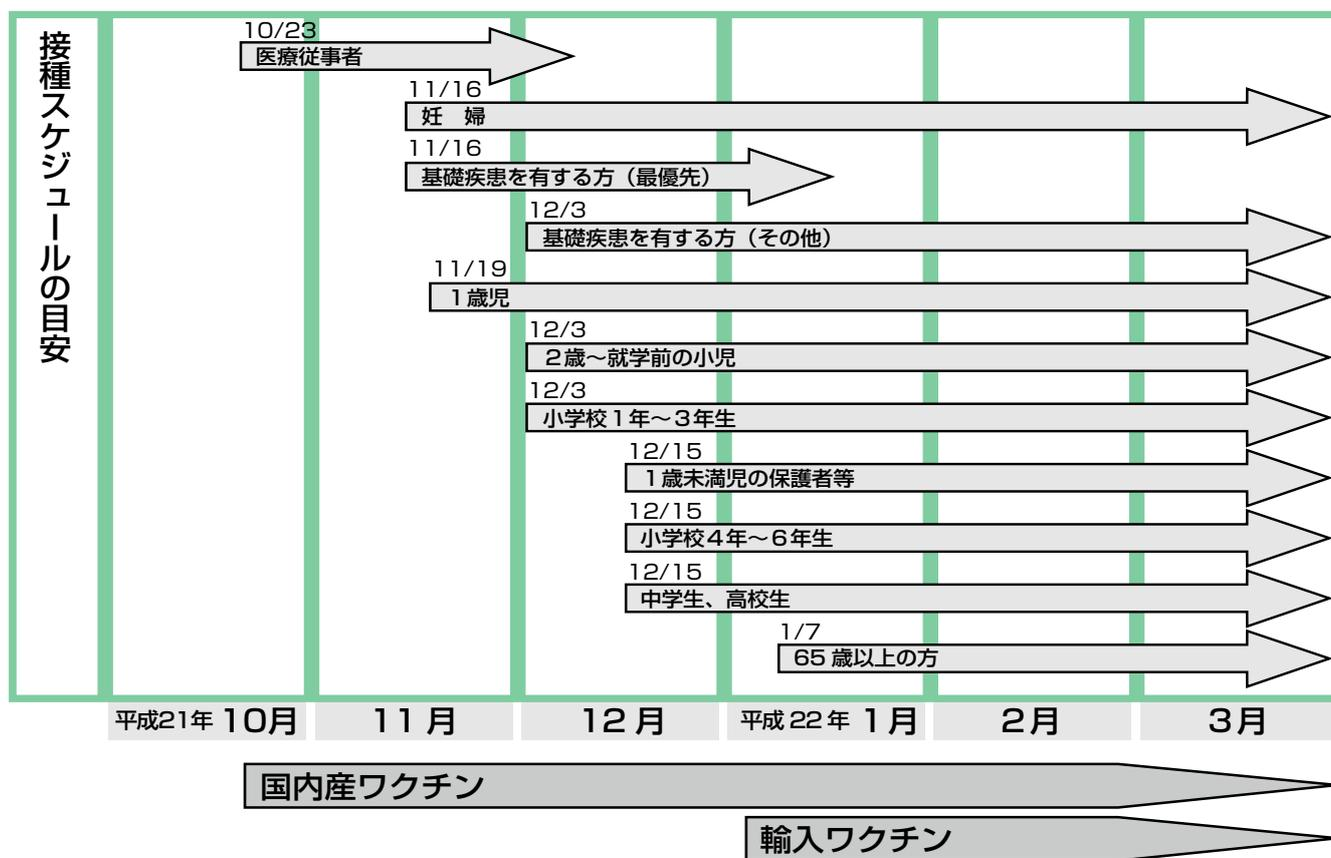 接種スケジュールの目安
10/23
医療従事者
11/16
妊　婦
11/16
基礎疾患を有する方（最優先）
12/3
基礎疾患を有する方（その他）
11/19
１歳児
12/3
２歳～就学前の小児
12/3
小学校１年～３年生
12/15
１歳未満児の保護者等
12/15
小学校４年～６年生
12/15
中学生、高校生
1/7
65 歳以上の方
平成21年 10月 11月 12月 平成 22 年 1月 2月 3月
国内産ワクチン
輸入ワクチン